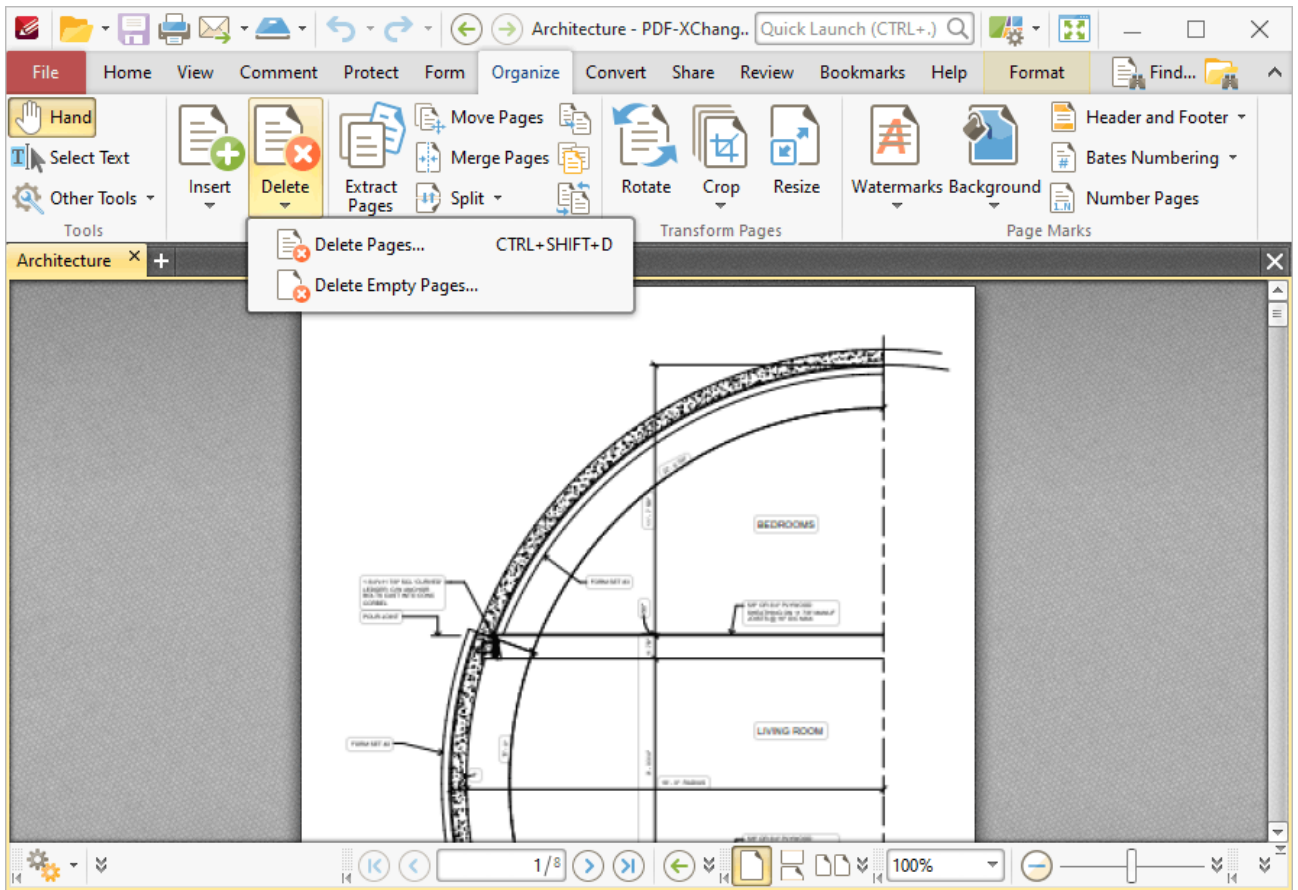 Architecture - PDF-XChang..
Quick Launch (CTRL+.)
File Home View Comment Protect Form Organize Convert Share Review Bookmarks Help Format Find...
Hand
Select Text
Other Tools
Tools
Insert
Delete
Extract
Pages
Move Pages
Merge Pages
Split
Rotate
Crop
Resize
Transform Pages
Watermarks
Background
Header and Footer
Bates Numbering
Number Pages
Page Marks
Delete Pages... CTRL+SHIFT+D
Delete Empty Pages...
Architecture
BEDROOMS
POUR JOINT
LIVING ROOM
1/8
100%